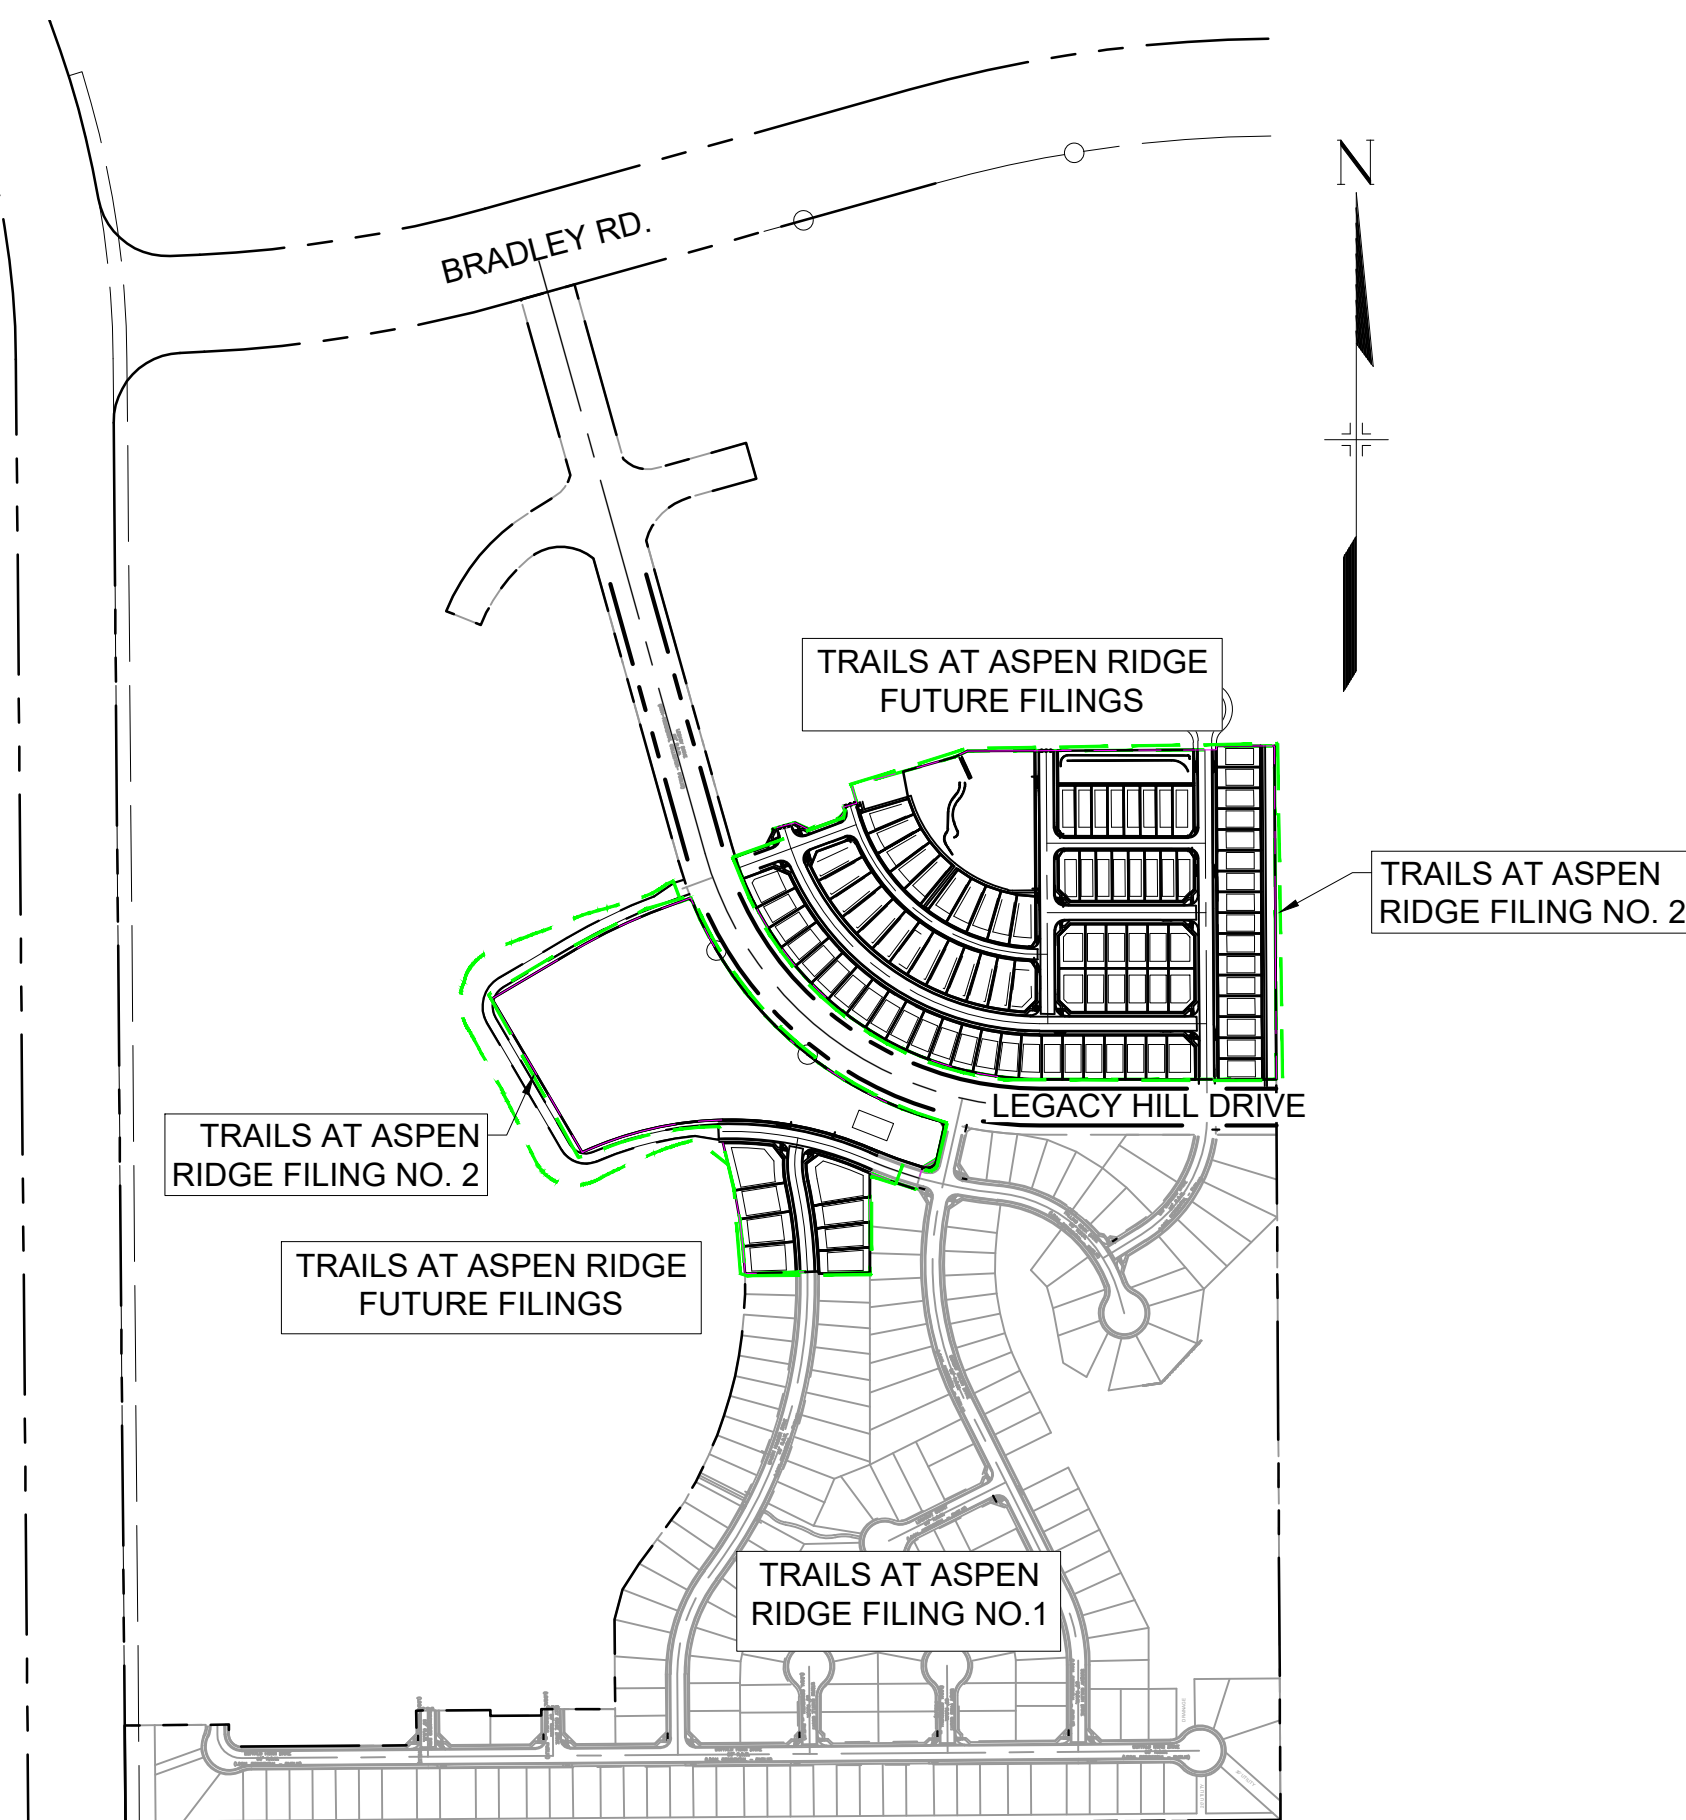 N
BRADLEY RD.
TRAILS AT ASPEN RIDGE
FUTURE FILINGS
TRAILS AT ASPEN
RIDGE FILING NO. 2
LEGACY HILL DRIVE
TRAILS AT ASPEN
RIDGE FILING NO. 2
TRAILS AT ASPEN RIDGE
FUTURE FILINGS
TRAILS AT ASPEN
RIDGE FILING NO.1